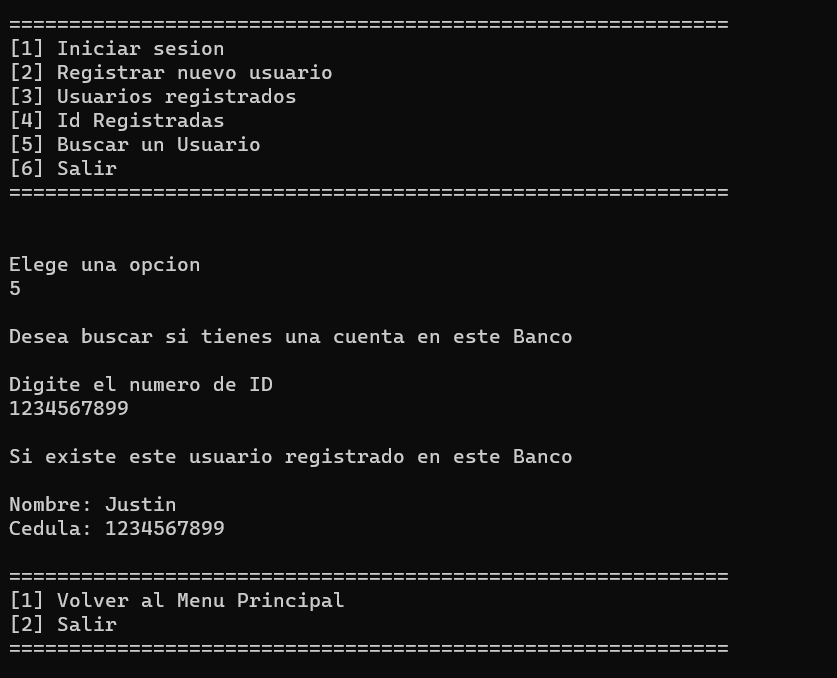 ============================================================
[1] Iniciar sesion
[2] Registrar nuevo usuario
[3] Usuarios registrados
[4] Id Registradas
[5] Buscar un Usuario
[6] Salir
============================================================
Elege una opcion
5
Desea buscar si tienes una cuenta en este Banco
Digite el numero de ID
1234567899
Si existe este usuario registrado en este Banco
Nombre: Justin
Cedula: 1234567899
============================================================
[1] Volver al Menu Principal
[2] Salir
============================================================